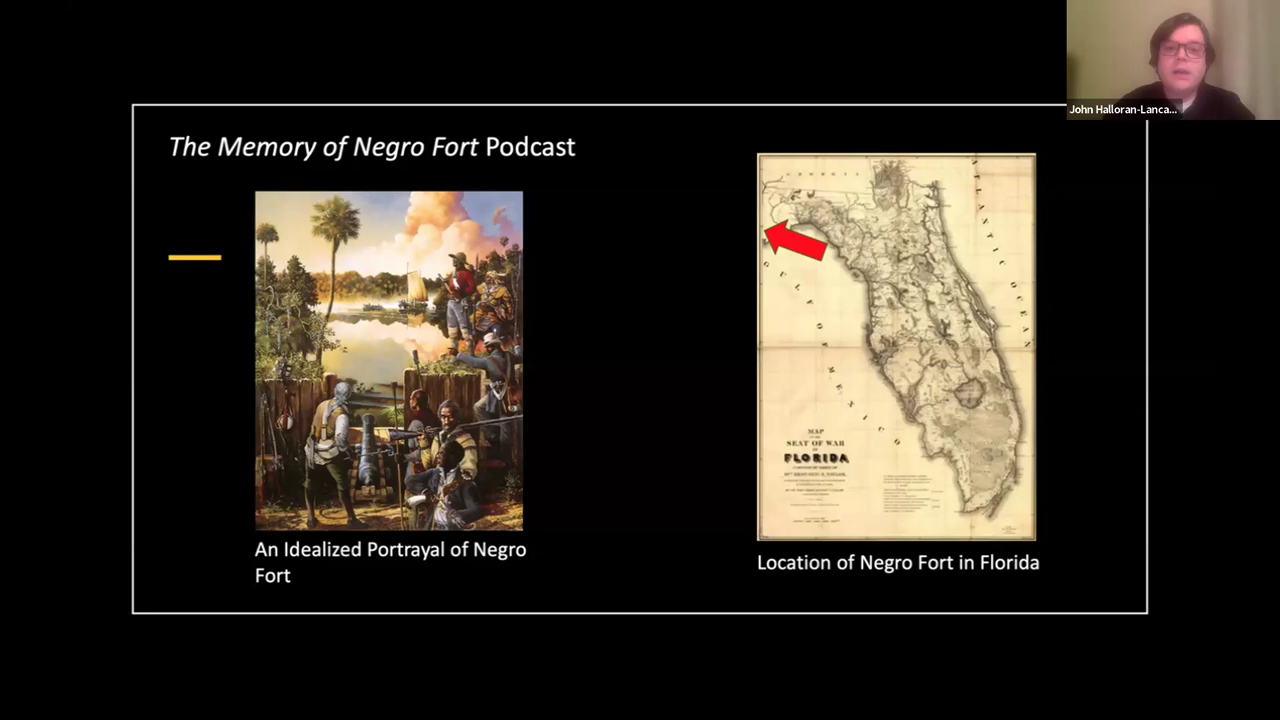 John Halloran-Lanca...
The Memory of Negro Fort Podcast
GEORGIA
ATLANTIC OCEAN
GULF OF MEXICO
MAP
SEAT OF WAR
FLORIDA
An Idealized Portrayal of Negro
Fort
Location of Negro Fort in Florida